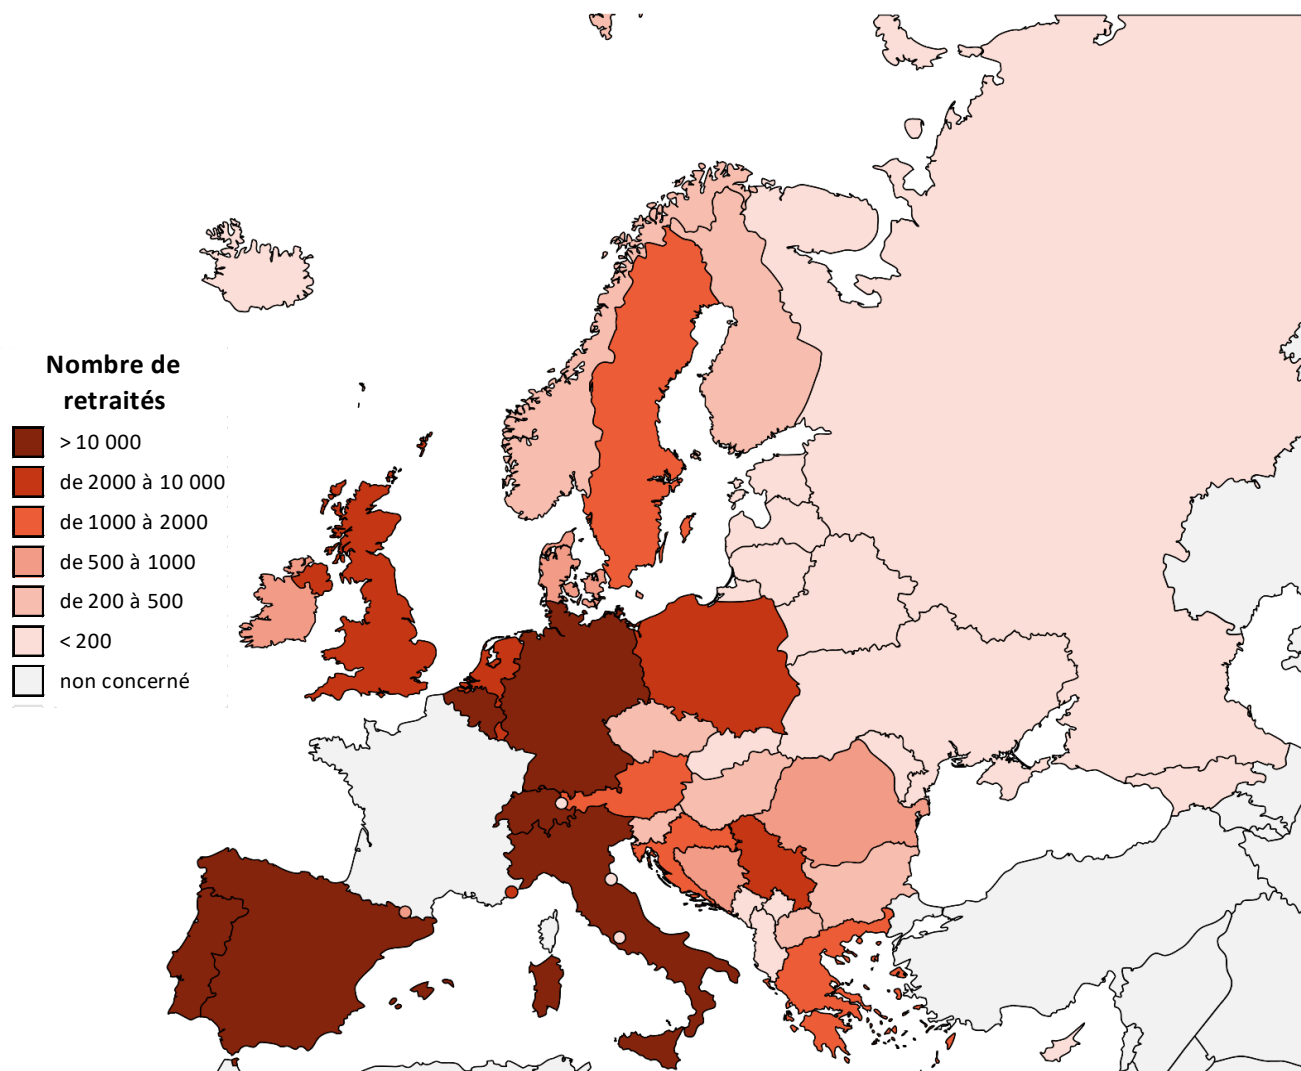 Nombre de
retraités
> 10 000
de 2000 à 10 000
de 1000 à 2000
de 500 à 1000
de 200 à 500
< 200
non concerné